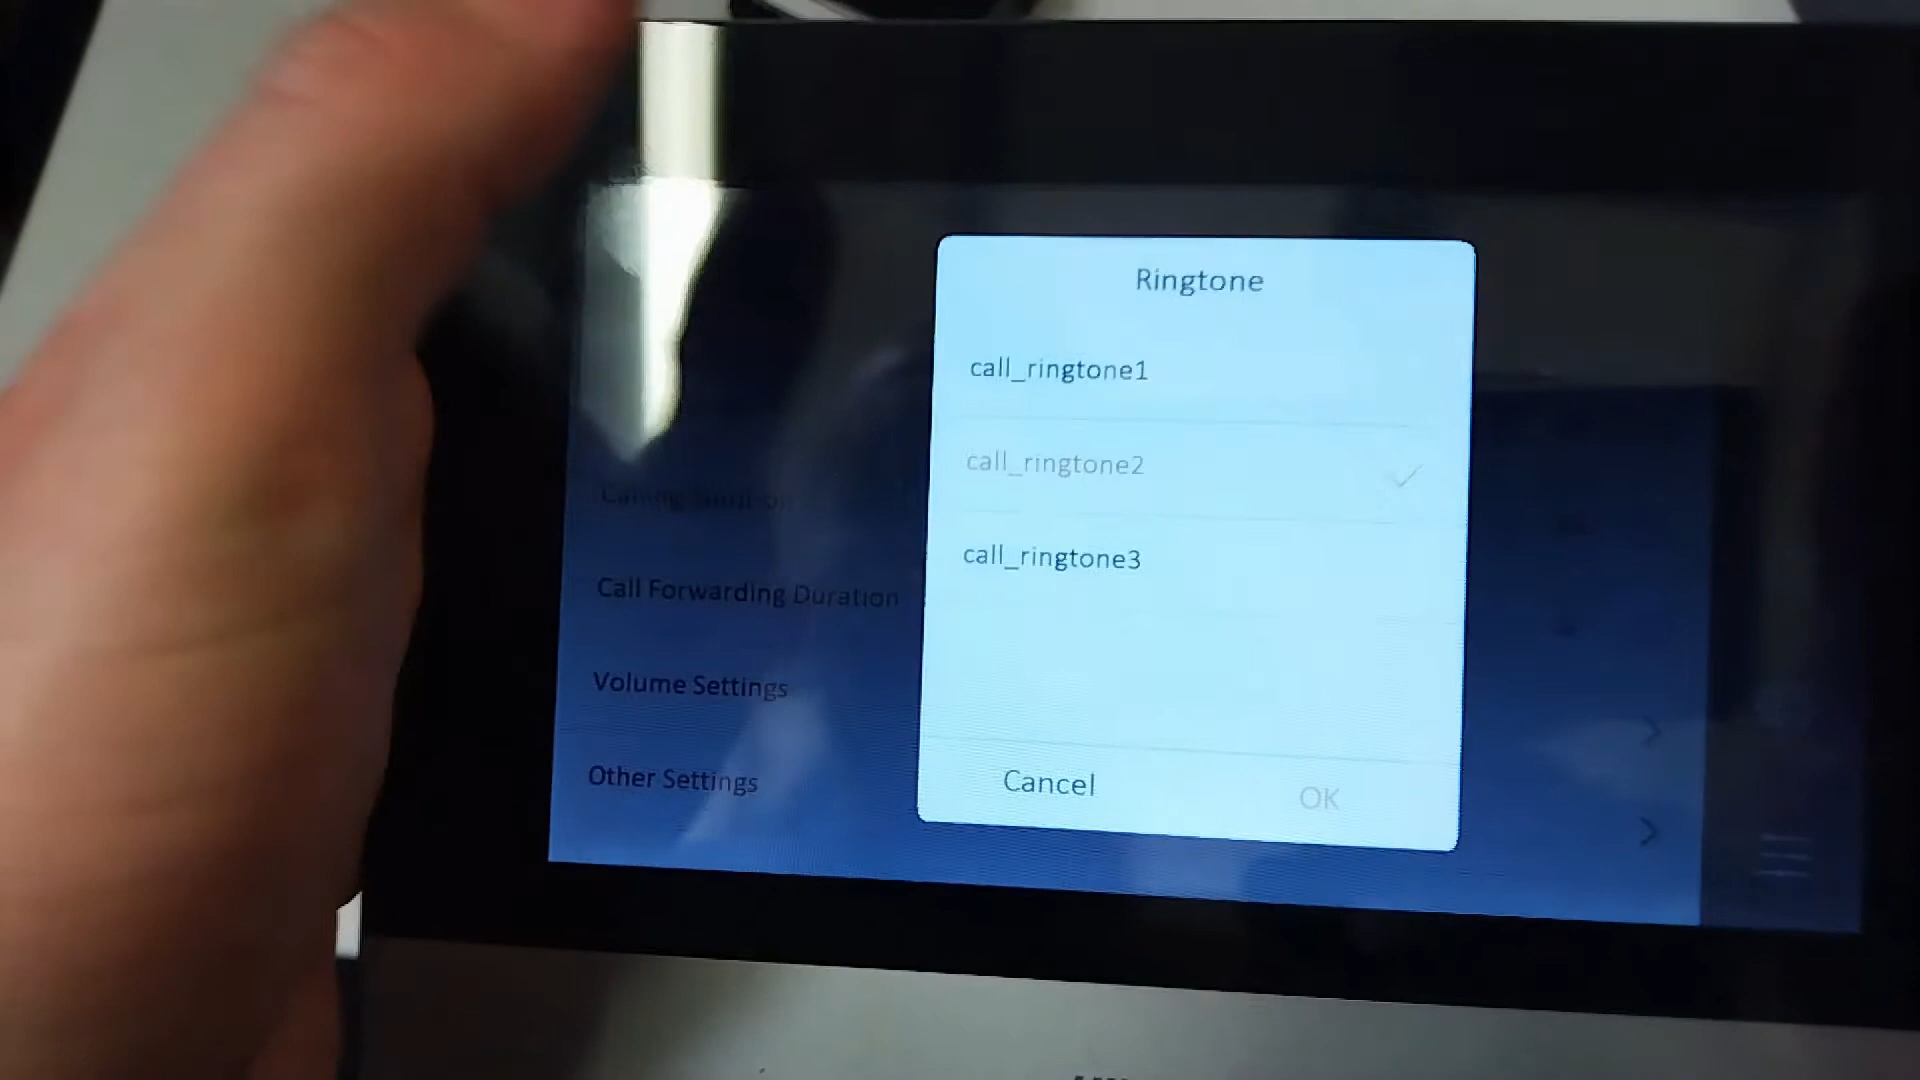 Ringtone
call_ringtone1
call_ringtone2
call_ringtone3
Call Forwarding Duration
Volume Settings
Other Settings
Cancel
OK